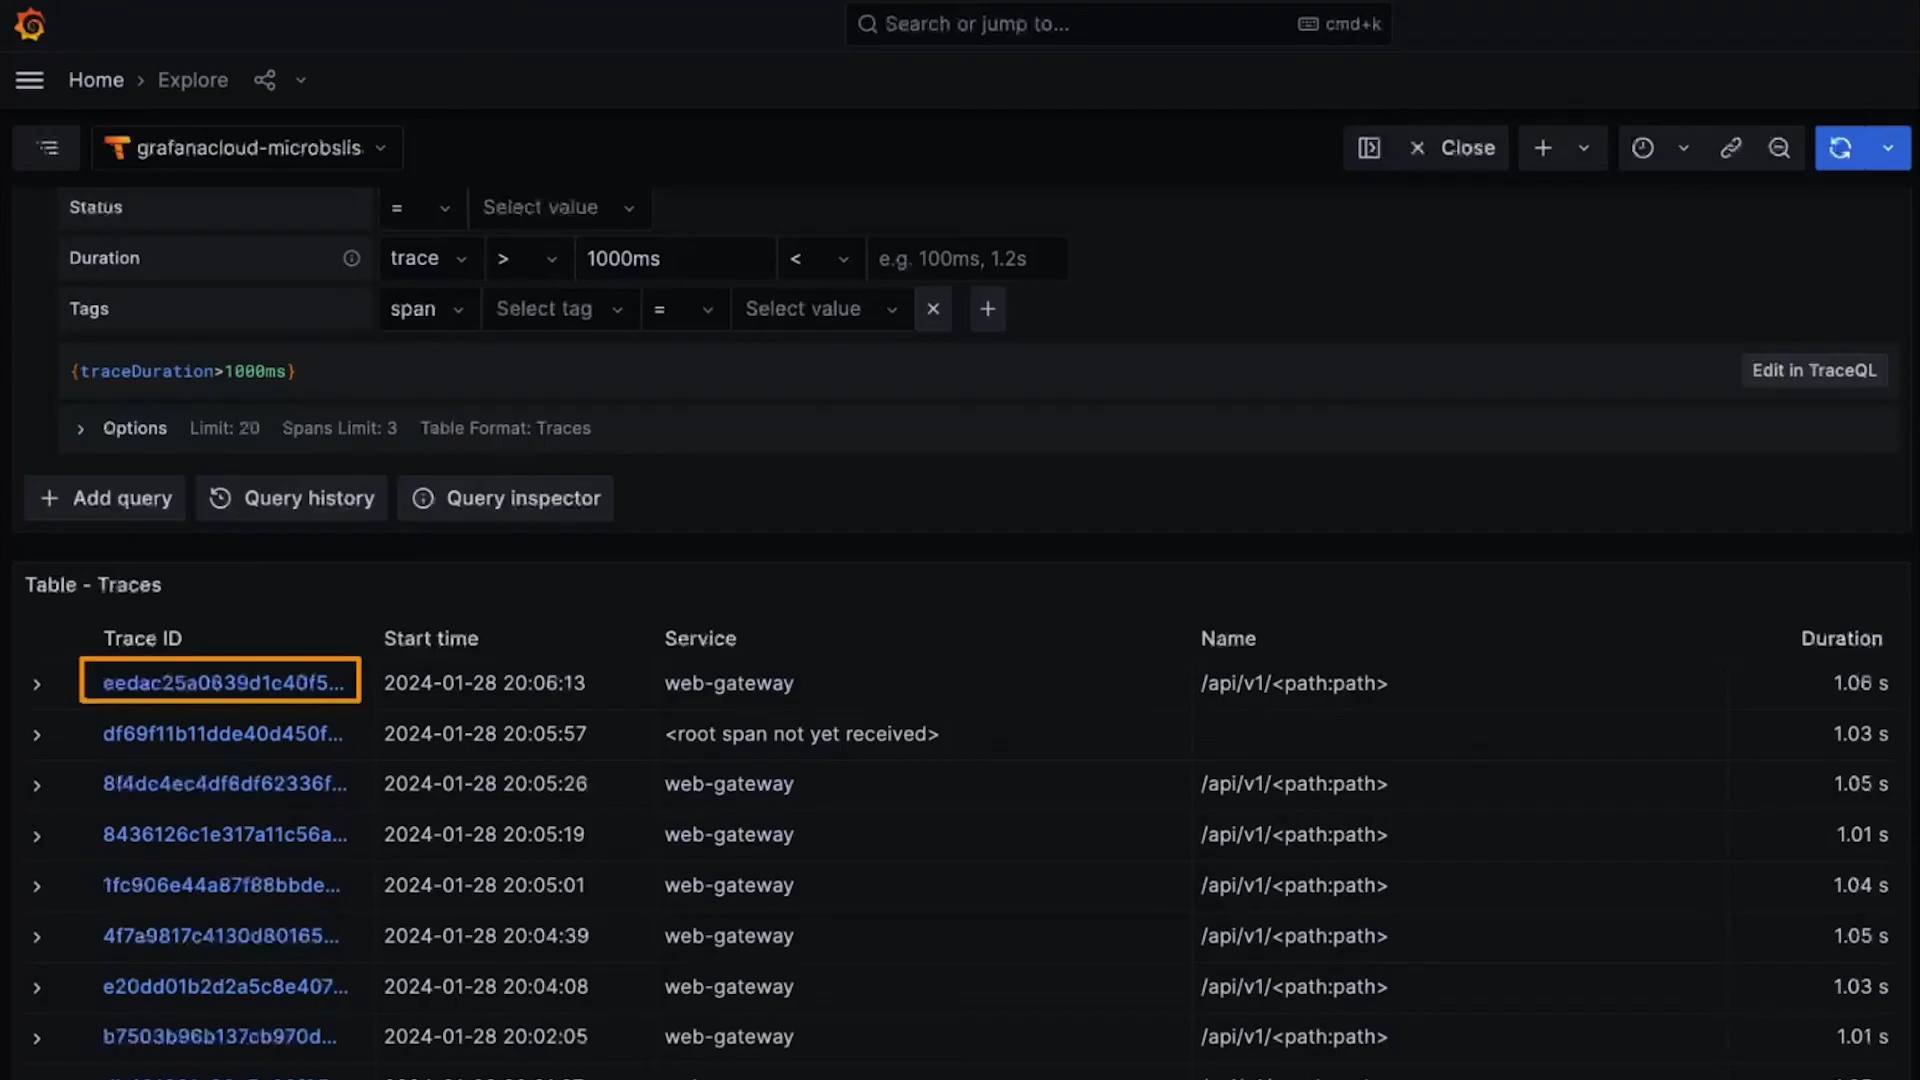 Search or jump to... cmd+k
Home › Explore
grafanacloud-microbslis Close
Status = Select value
Duration trace > 1000ms < e.g. 100ms, 1.2s
Tags span Select tag = Select value
{traceDuration>1000ms} Edit in TraceQL
Options Limit: 20 Spans Limit: 3 Table Format: Traces
Add query Query history Query inspector
Table - Traces
Trace ID Start time Service Name Duration
eedac25a0639d1c40f5... 2024-01-28 20:06:13 web-gateway /api/v1/<path:path> 1.06 s
df69f11b11dde40d450f... 2024-01-28 20:05:57 <root span not yet received> 1.03 s
8f4dc4ec4df6df62336f... 2024-01-28 20:05:26 web-gateway /api/v1/<path:path> 1.05 s
8436126c1e317a11c56a... 2024-01-28 20:05:19 web-gateway /api/v1/<path:path> 1.01 s
1fc906e44a87f88bbde... 2024-01-28 20:05:01 web-gateway /api/v1/<path:path> 1.04 s
4f7a9817c4130d80165... 2024-01-28 20:04:39 web-gateway /api/v1/<path:path> 1.05 s
e20dd01b2d2a5c8e407... 2024-01-28 20:04:08 web-gateway /api/v1/<path:path> 1.03 s
b7503b96b137cb970d... 2024-01-28 20:02:05 web-gateway /api/v1/<path:path> 1.01 s